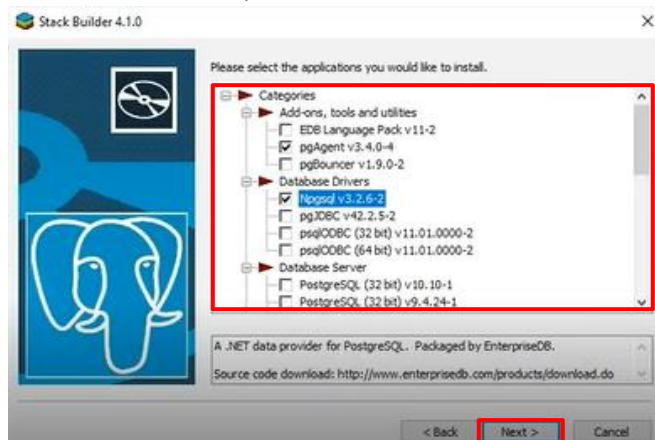 Stack Builder 4.1.0
Please select the applications you would like to install.
Categories
Add-ons, tools and utilities
EDB Language Pack v11-2
pgAgent v3.4.0-4
pgBouncer v1.9.0-2
Database Drivers
Npgsql v3.2.6-2
pgJDBC v42.2.5-2
psqlODBC (32 bit) v11.01.0000-2
psqlODBC (64 bit) v11.01.0000-2
Database Server
PostgreSQL (32 bit) v10.10-1
PostgreSQL (32 bit) v9.4.24-1
A .NET data provider for PostgreSQL. Packaged by EnterpriseDB.
Source code download: http://www.enterprisedb.com/products/download.do
< Back Next > Cancel